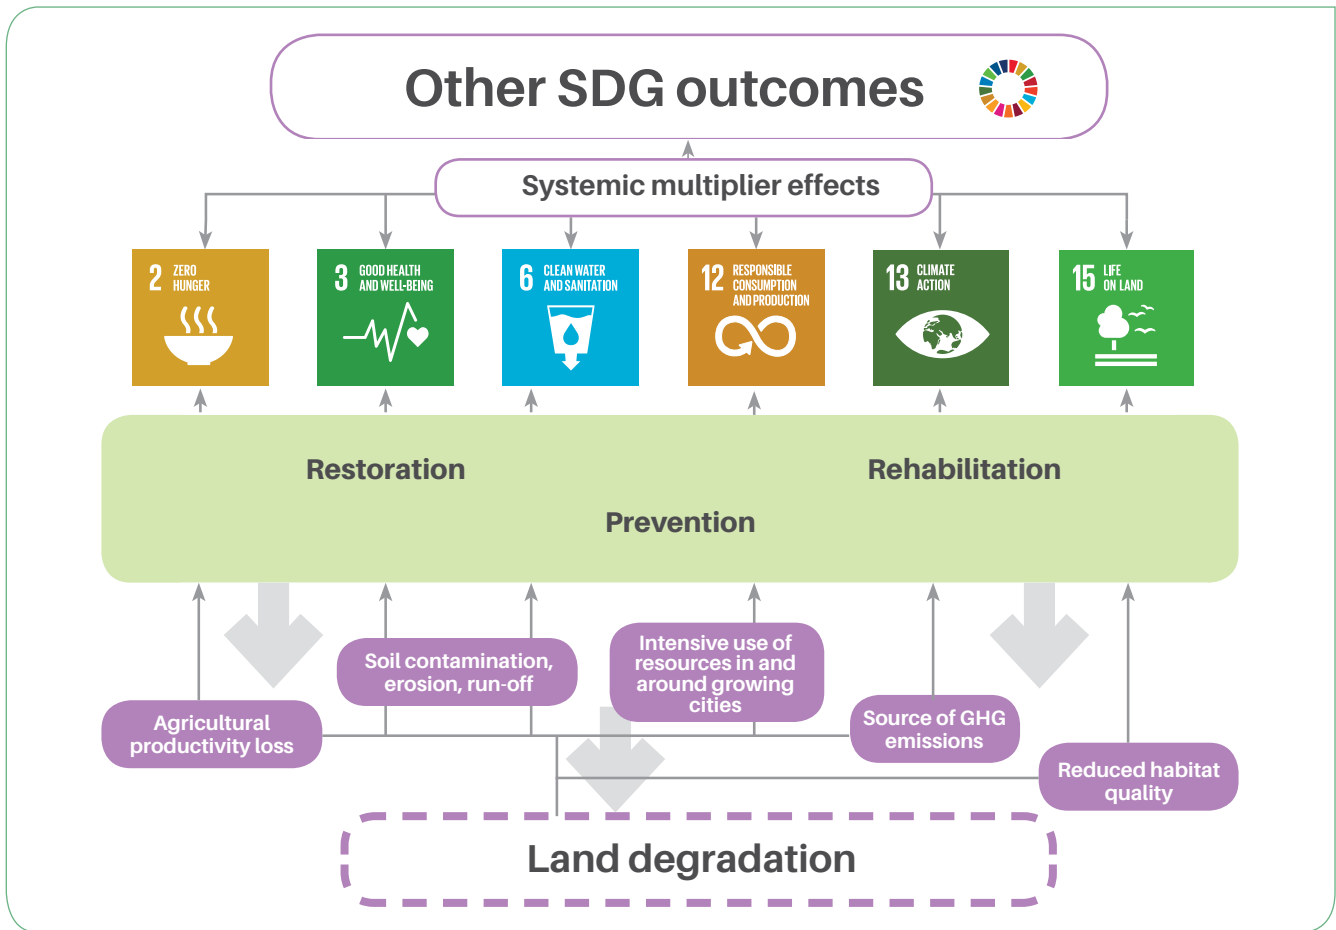 Other SDG outcomes
Systemic multiplier effects
2 ZERO
HUNGER
3 GOOD HEALTH
AND WELL-BEING
6 CLEAN WATER
AND SANITATION
12 RESPONSIBLE
CONSUMPTION
AND PRODUCTION
13 CLIMATE
ACTION
15 LIFE
ON LAND
Restoration
Rehabilitation
Prevention
Soil contamination,
erosion, run-off
Intensive use of
resources in and
around growing
cities
Agricultural
productivity loss
Source of GHG
emissions
Reduced habitat
quality
Land degradation